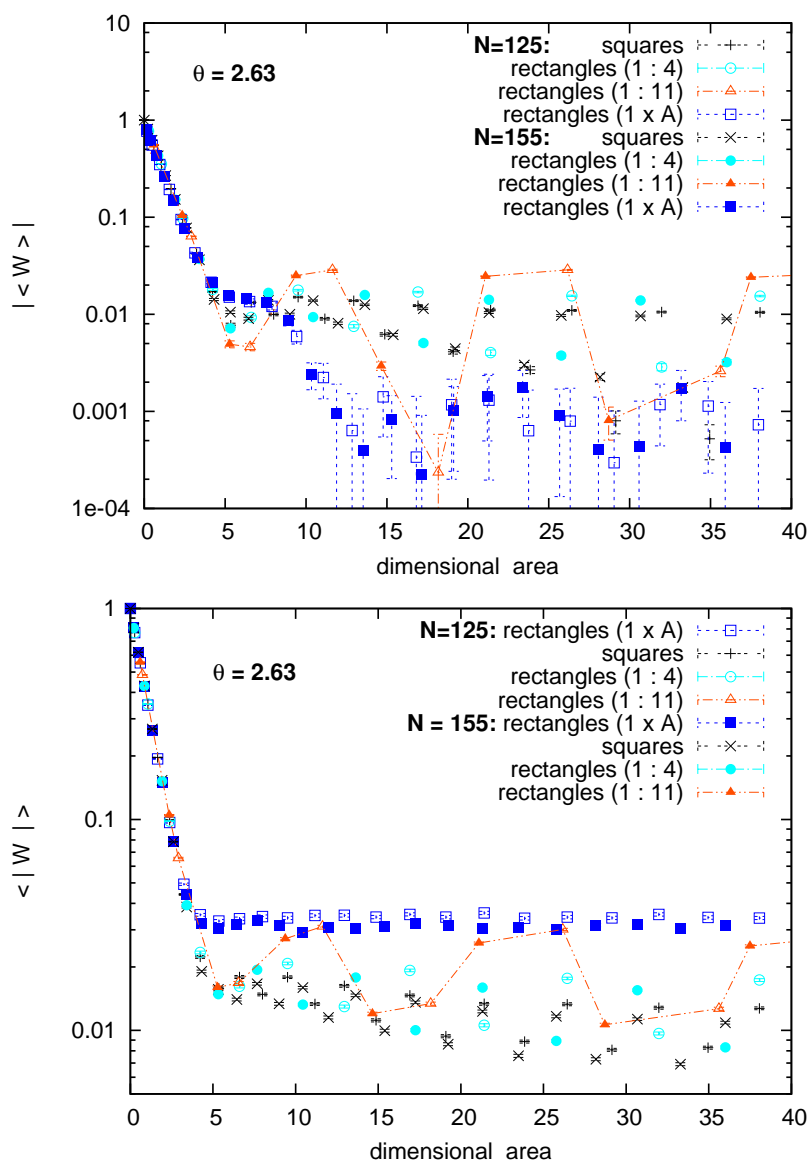 10
1
0.1
0.01
0.001
1e-04
| < W > |
θ = 2.63
N=125: squares
rectangles (1 : 4)
rectangles (1 : 11)
rectangles (1 x A)
N=155: squares
rectangles (1 : 4)
rectangles (1 : 11)
rectangles (1 x A)
0 5 10 15 20 25 30 35 40
dimensional area
1
0.1
0.01
< | W | >
θ = 2.63
N=125: rectangles (1 x A)
squares
rectangles (1 : 4)
rectangles (1 : 11)
N = 155: rectangles (1 x A)
squares
rectangles (1 : 4)
rectangles (1 : 11)
0 5 10 15 20 25 30 35 40
dimensional area